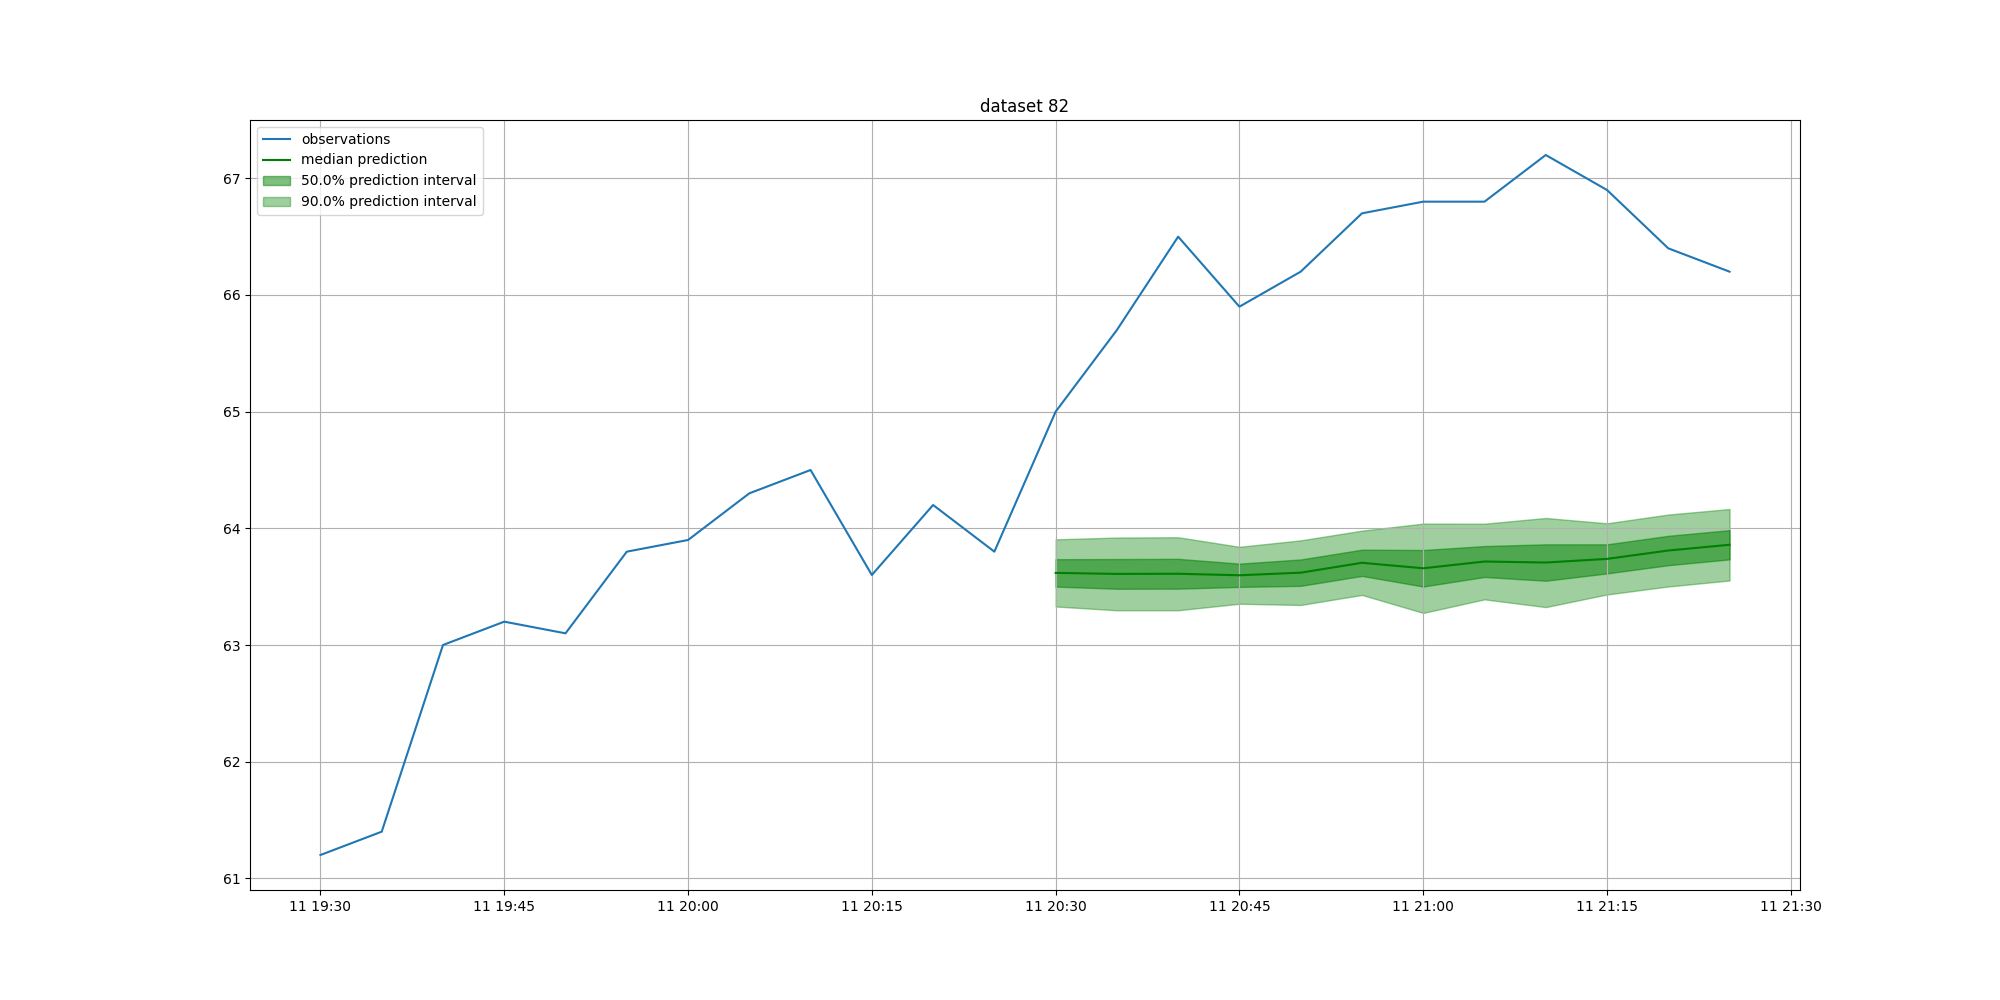 dataset 82
observations
median prediction
50.0% prediction interval
90.0% prediction interval
67
66
65
64
63
62
61
11 19:30 11 19:45 11 20:00 11 20:15 11 20:30 11 20:45 11 21:00 11 21:15 11 21:30